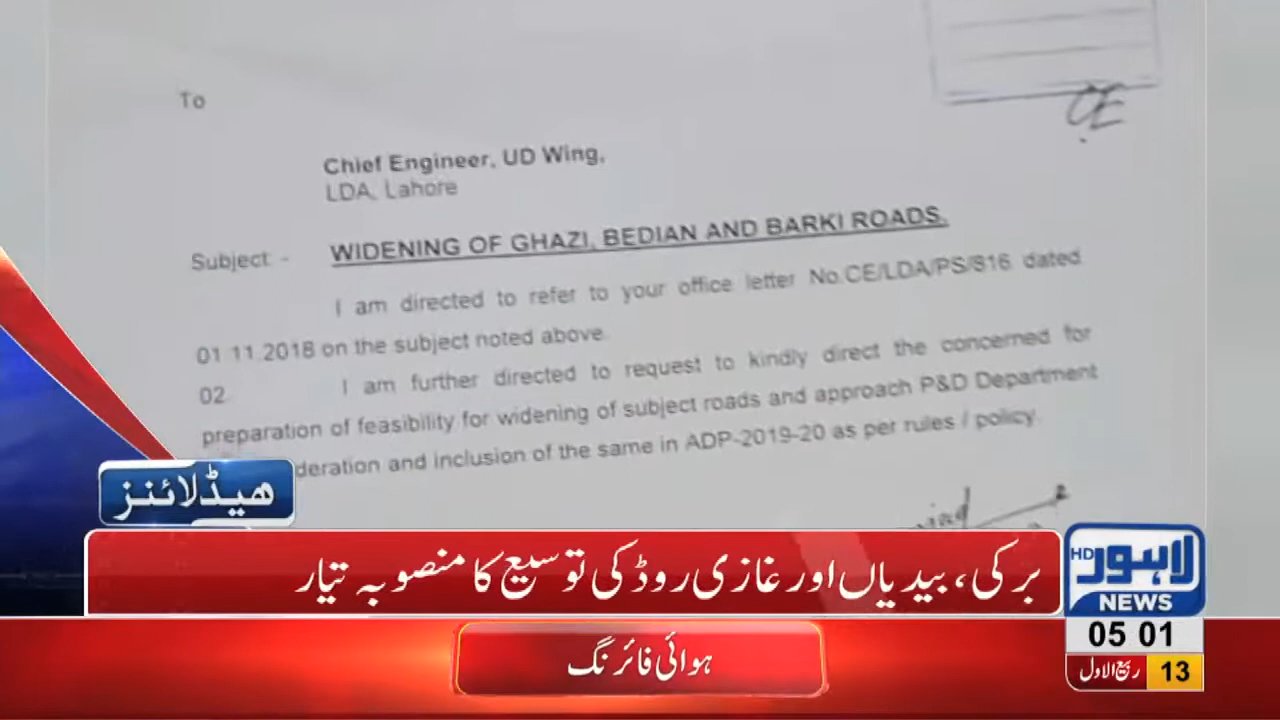 To
CE
Chief Engineer, UD Wing,
LDA, Lahore
Subject:- WIDENING OF GHAZI, BEDIAN AND BARKI ROADS.
I am directed to refer to your office letter No.CE/LDA/PS/816 dated
01.11.2018 on the subject noted above.
02. I am further directed to request to kindly direct the concerned for
preparation of feasibility for widening of subject roads and approach P&D Department
deration and inclusion of the same in ADP-2019-20 as per rules / policy.
ہیڈلائنز
برکی، بیدیاں اور غازی روڈ کی توسیع کا منصوبہ تیار
HD لاہور
NEWS
05 01
13 ربیع الاول
ہوائی فائرنگ